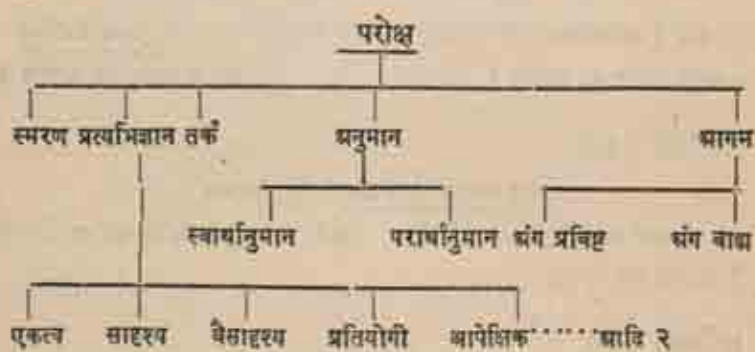 परोक्ष
स्मरण प्रत्यभिज्ञान तर्क अनुमान आगम
स्वार्थानुमान परार्थानुमान अंग प्रविष्ट अंग बाह्य
एकत्व सादृश्य वैसादृश्य प्रतियोगी आपेक्षिक······आदि २